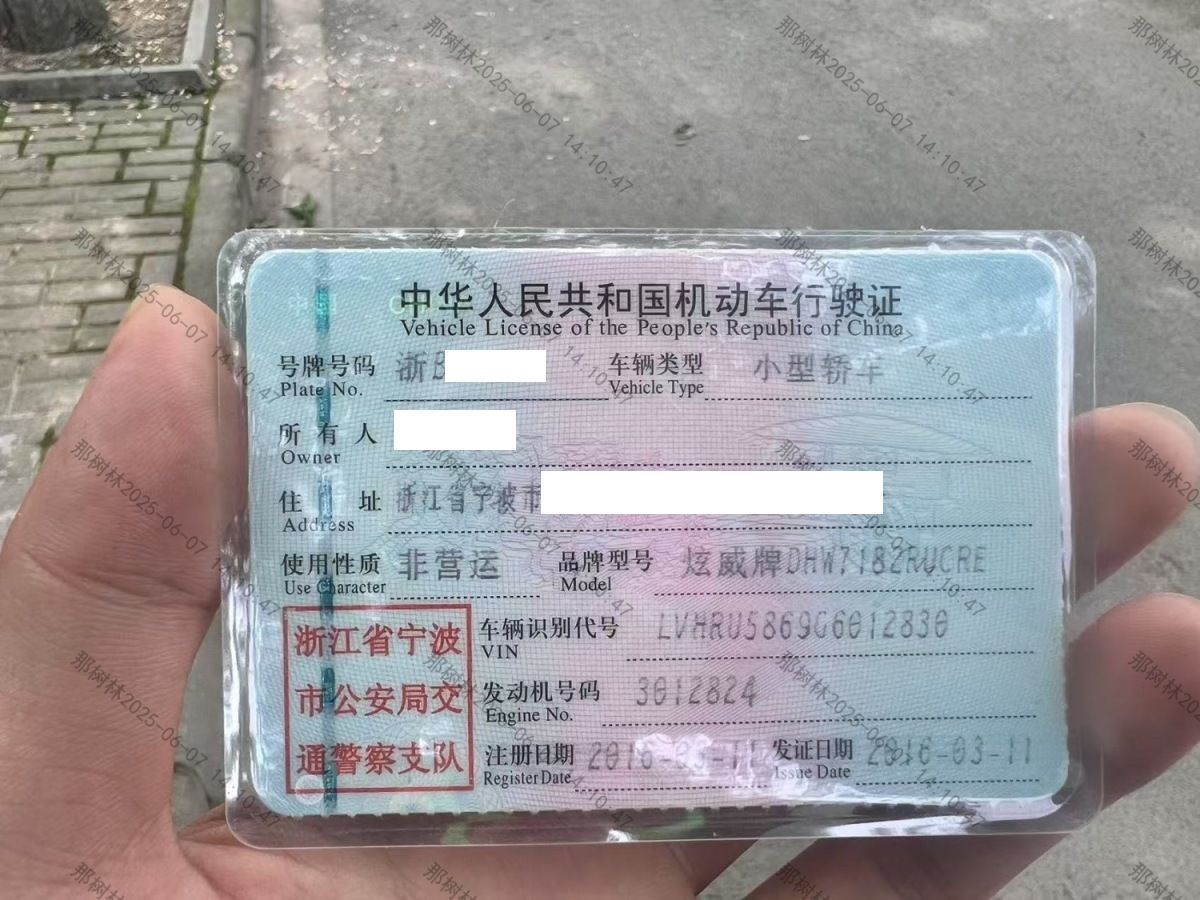 中华人民共和国机动车行驶证
Vehicle License of the People's Republic of China
号牌号码 浙B 车辆类型 小型轿车
Plate No. Vehicle Type
所有人
Owner
住址 浙江省宁波市
Address
使用性质 非营运 品牌型号 炫威牌DHW7182RUCRE
Use Character Model
浙江省宁波
市公安局交
通警察支队
车辆识别代号 LVHRU5869G6012830
VIN
发动机号码 3012824
Engine No.
注册日期 2016-03-11 发证日期 2016-03-11
Register Date Issue Date
那树林2025-06-07 14:10:47